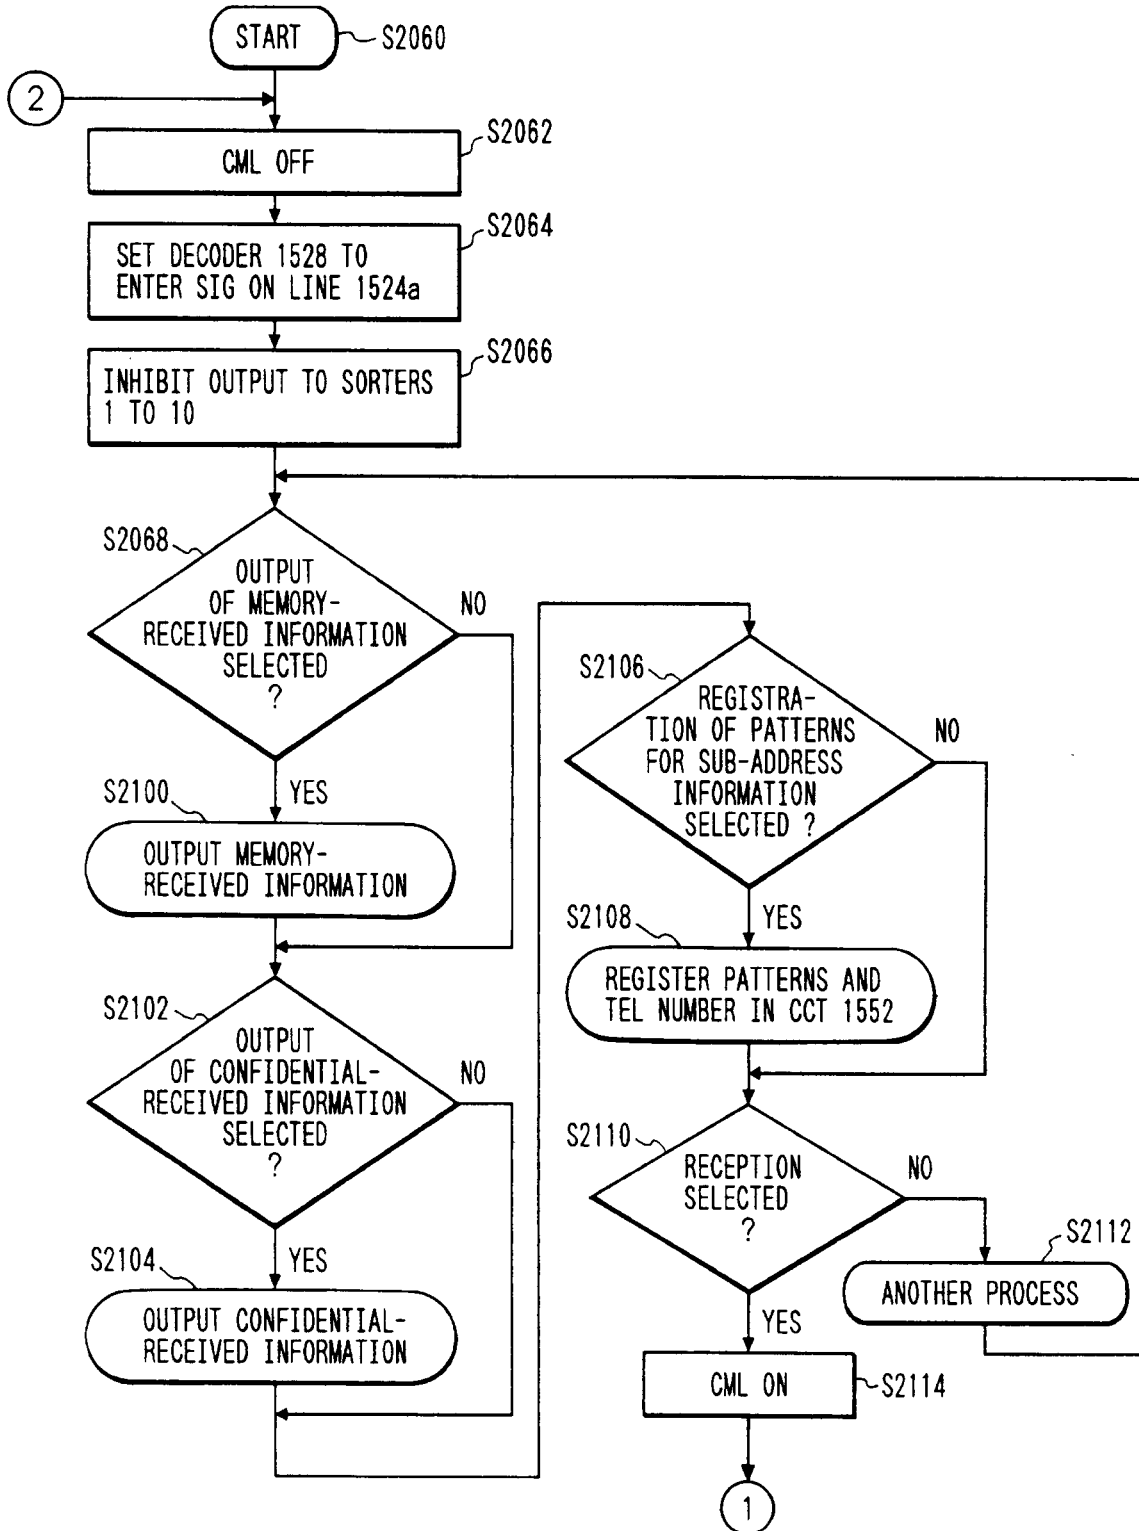 START
S2060
2
S2062
CML OFF
S2064
SET DECODER 1528 TO
ENTER SIG ON LINE 1524a
S2066
INHIBIT OUTPUT TO SORTERS
1 TO 10
S2068
OUTPUT
OF MEMORY-
RECEIVED INFORMATION
SELECTED
?
NO
YES
S2100
OUTPUT MEMORY-
RECEIVED INFORMATION
S2102
OUTPUT
OF CONFIDENTIAL-
RECEIVED INFORMATION
SELECTED
?
NO
YES
S2104
OUTPUT CONFIDENTIAL-
RECEIVED INFORMATION
S2106
REGISTRA-
TION OF PATTERNS
FOR SUB-ADDRESS
INFORMATION
SELECTED ?
NO
YES
S2108
REGISTER PATTERNS AND
TEL NUMBER IN CCT 1552
S2110
RECEPTION
SELECTED
?
NO
S2112
ANOTHER PROCESS
YES
CML ON
S2114
1